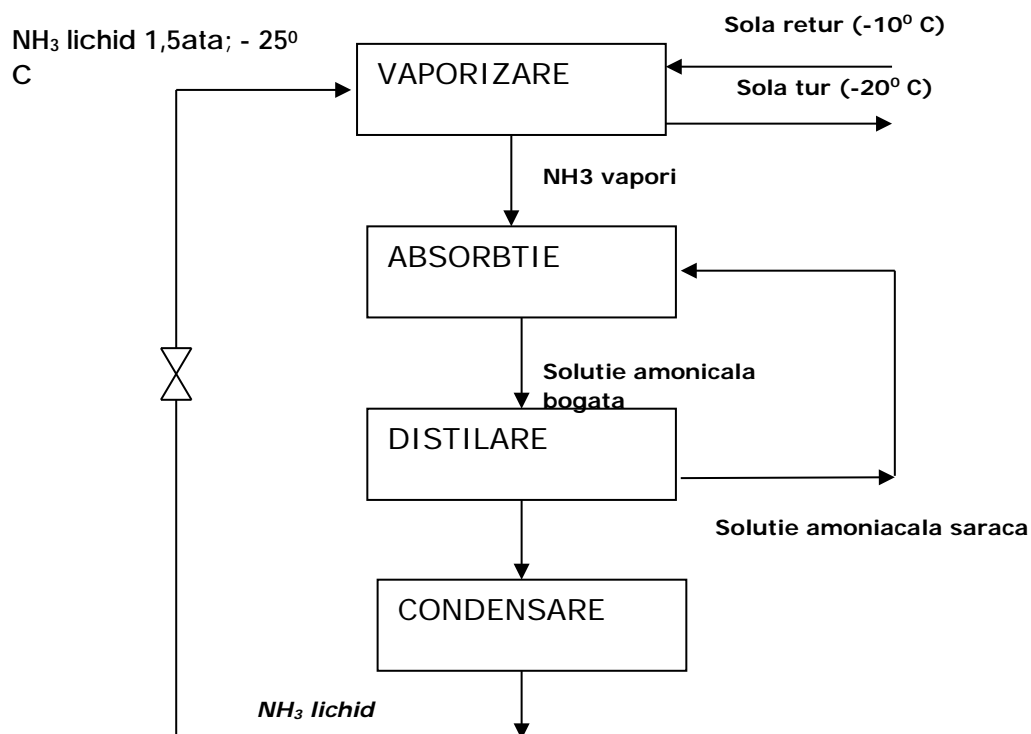 NH₃ lichid 1,5ata; - 25⁰
C
Sola retur (-10⁰ C)
VAPORIZARE
Sola tur (-20⁰ C)
NH3 vapori
ABSORBTIE
Solutie amonicala
bogata
DISTILARE
Solutie amoniacala saraca
CONDENSARE
NH₃ lichid